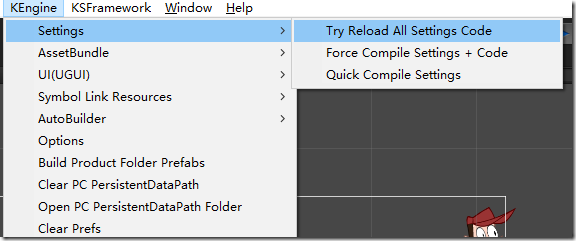 KEngine KSFramework Window Help
Settings
AssetBundle
UI(UGUI)
Symbol Link Resources
AutoBuilder
Options
Build Product Folder Prefabs
Clear PC PersistentDataPath
Open PC PersistentDataPath Folder
Clear Prefs
Try Reload All Settings Code
Force Compile Settings + Code
Quick Compile Settings